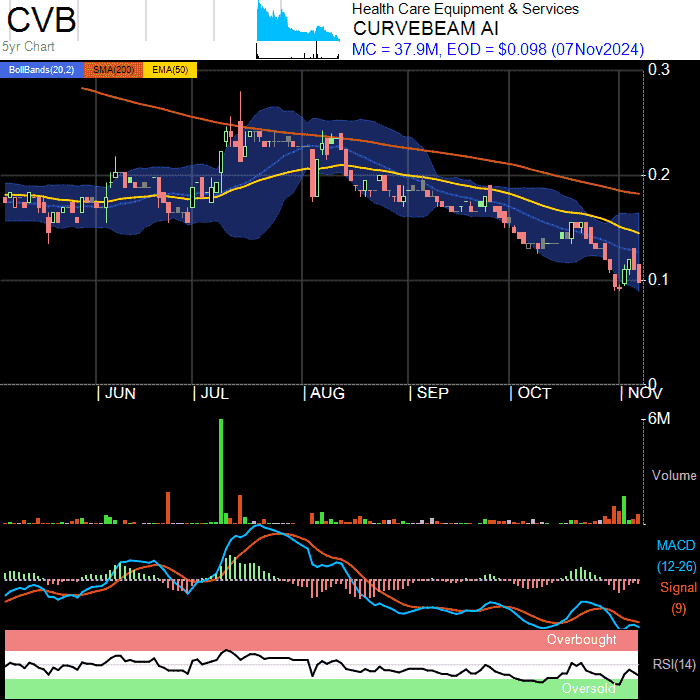 CVB
5yr Chart
Health Care Equipment & Services
CURVEBEAM AI
MC = 37.9M, EOD = $0.098 (07Nov2024)
BollBands(20,2) SMA(200) EMA(50)
0.3
0.2
0.1
0
JUN JUL AUG SEP OCT NOV
6M
Volume
MACD
(12-26)
Signal
(9)
Overbought
RSI(14)
Oversold